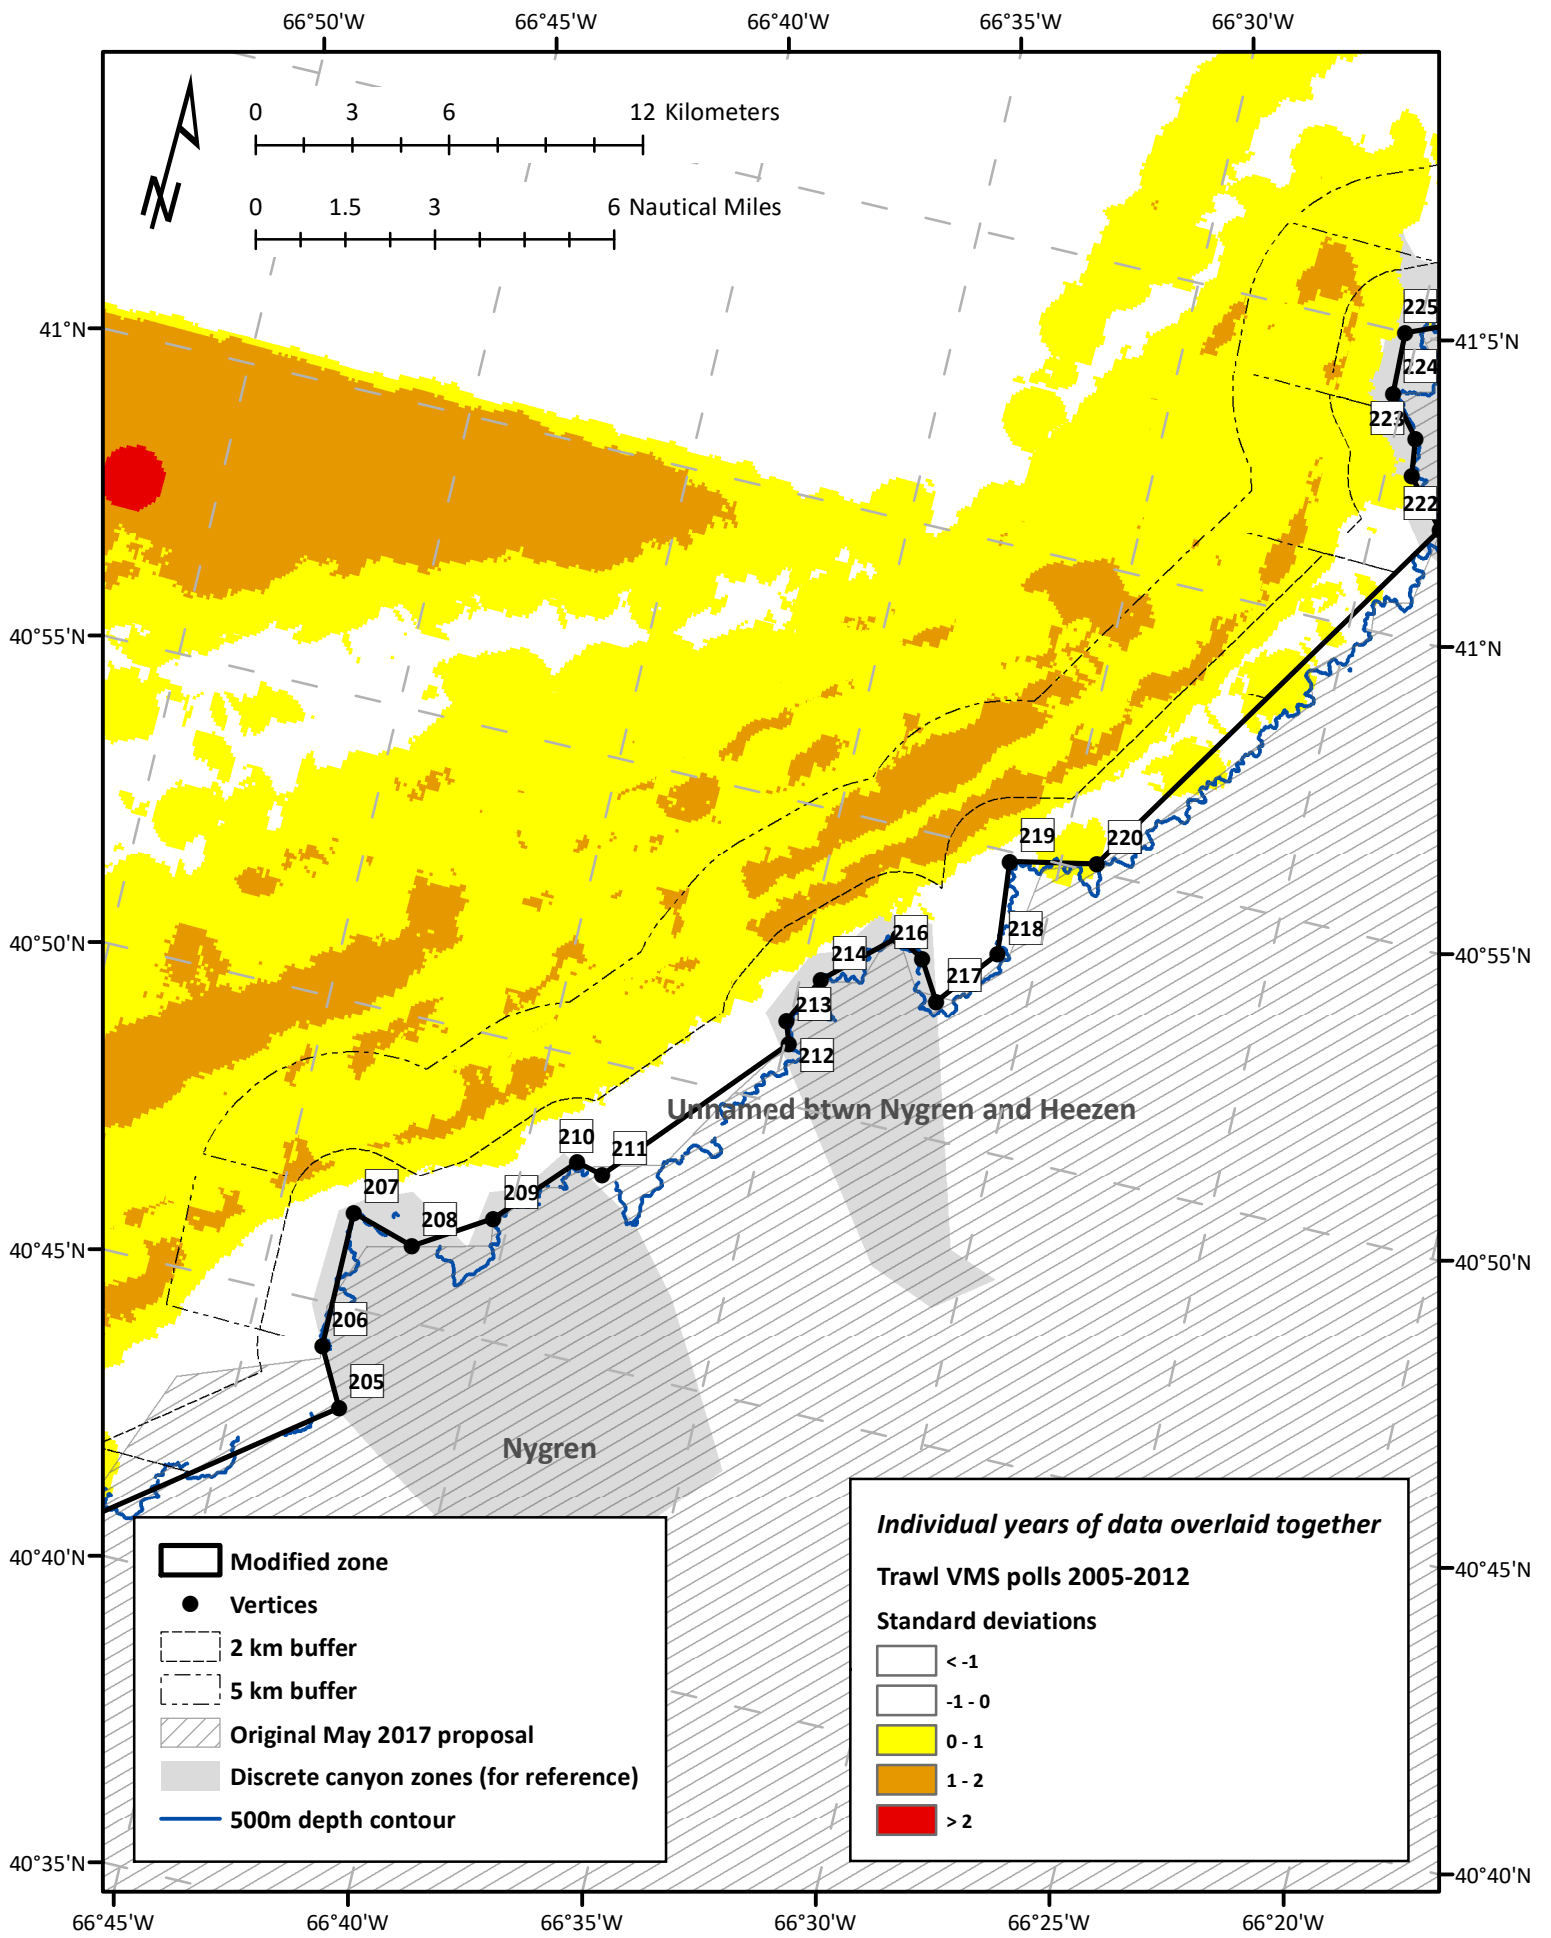 66°50'W 66°45'W 66°40'W 66°35'W 66°30'W
N
0 3 6 12 Kilometers
0 1.5 3 6 Nautical Miles
41°N
40°55'N
40°50'N
40°45'N
40°40'N
40°35'N
41°5'N
41°N
40°55'N
40°50'N
40°45'N
40°40'N
225
224
223
222
220
219
218
217
216
214
213
212
Unnamed btwn Nygren and Heezen
211
210
209
208
207
206
205
Nygren
Modified zone
Vertices
2 km buffer
5 km buffer
Original May 2017 proposal
Discrete canyon zones (for reference)
500m depth contour
Individual years of data overlaid together
Trawl VMS polls 2005-2012
Standard deviations
< -1
-1 - 0
0 - 1
1 - 2
> 2
66°45'W 66°40'W 66°35'W 66°30'W 66°25'W 66°20'W